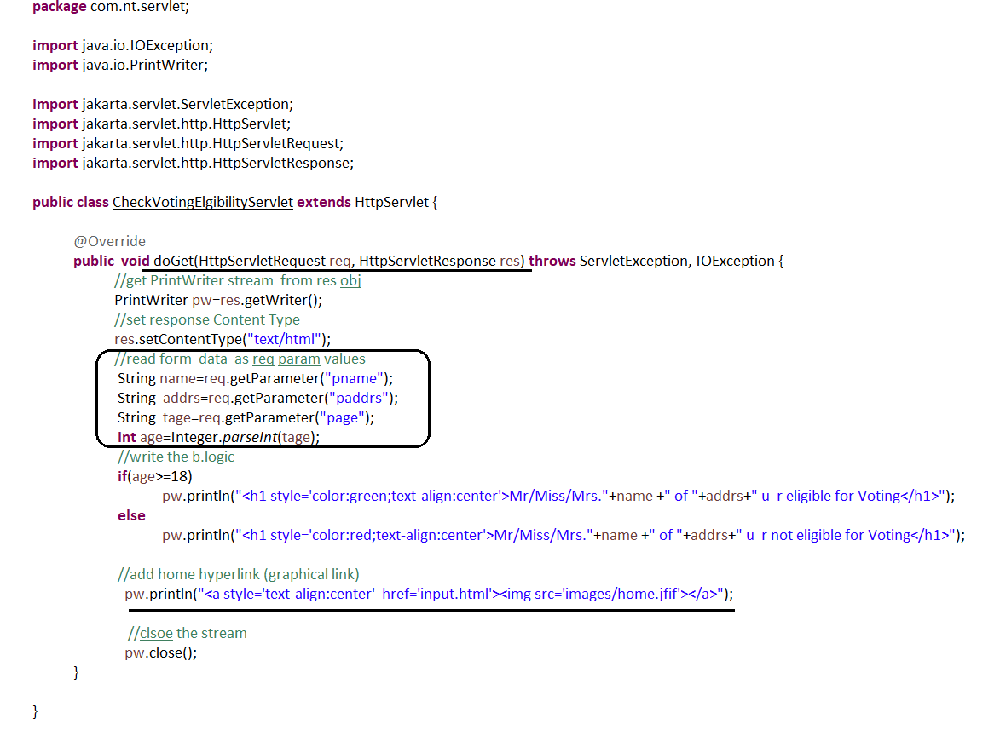 package com.nt.servlet;
import java.io.IOException;
import java.io.PrintWriter;
import jakarta.servlet.ServletException;
import jakarta.servlet.http.HttpServlet;
import jakarta.servlet.http.HttpServletRequest;
import jakarta.servlet.http.HttpServletResponse;
public class CheckVotingElgibilityServlet extends HttpServlet {
@Override
public  void doGet(HttpServletRequest req, HttpServletResponse res) throws ServletException, IOException {
//get PrintWriter stream  from res obj
PrintWriter pw=res.getWriter();
//set response Content Type
res.setContentType("text/html");
//read form  data  as req param values
String name=req.getParameter("pname");
String  addrs=req.getParameter("paddrs");
String  tage=req.getParameter("page");
int age=Integer.parseInt(tage);
//write the b.logic
if(age>=18)
pw.println("<h1 style='color:green;text-align:center'>Mr/Miss/Mrs."+name +" of "+addrs+" u  r eligible for Voting</h1>");
else
pw.println("<h1 style='color:red;text-align:center'>Mr/Miss/Mrs."+name +" of "+addrs+" u  r not eligible for Voting</h1>");
//add home hyperlink (graphical link)
pw.println("<a style='text-align:center'  href='input.html'><img src='images/home.jfif'></a>");
//clsoe the stream
pw.close();
}
}